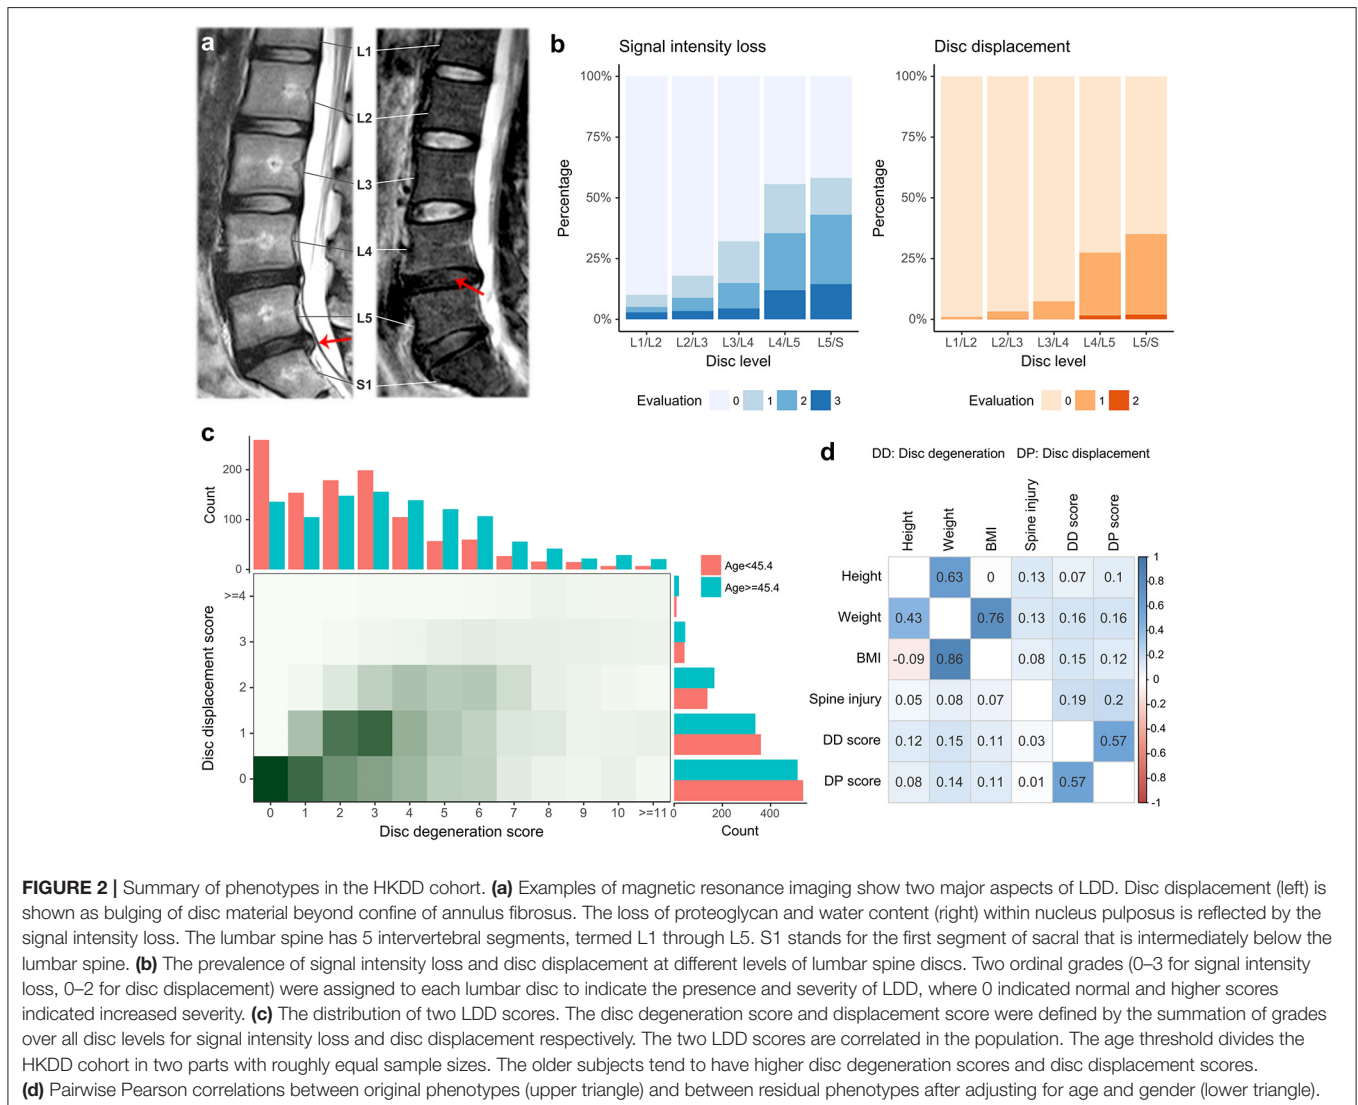 a
L1
L2
L3
L4
L5
S1
b
Signal intensity loss
100%
75%
50%
25%
0%
Percentage
L1/L2 L2/L3 L3/L4 L4/L5 L5/S
Disc level
Evaluation 0 1 2 3
Disc displacement
100%
75%
50%
25%
0%
Percentage
L1/L2 L2/L3 L3/L4 L4/L5 L5/S
Disc level
Evaluation 0 1 2
c
200
100
0
Count
Age<45.4
Age>=45.4
>=4
3
2
1
0
Disc displacement score
0 1 2 3 4 5 6 7 8 9 10 >=11
Disc degeneration score
0 200 400
Count
d
DD: Disc degeneration DP: Disc displacement
Height Weight BMI Spine injury DD score DP score
Height 0.63 0 0.13 0.07 0.1
Weight 0.43 0.76 0.13 0.16 0.16
BMI -0.09 0.86 0.08 0.15 0.12
Spine injury 0.05 0.08 0.07 0.19 0.2
DD score 0.12 0.15 0.11 0.03 0.57
DP score 0.08 0.14 0.11 0.01 0.57
1
0.8
0.6
0.4
0.2
0
-0.2
-0.4
-0.6
-0.8
-1
FIGURE 2 | Summary of phenotypes in the HKDD cohort. (a) Examples of magnetic resonance imaging show two major aspects of LDD. Disc displacement (left) is
shown as bulging of disc material beyond confine of annulus fibrosus. The loss of proteoglycan and water content (right) within nucleus pulposus is reflected by the
signal intensity loss. The lumbar spine has 5 intervertebral segments, termed L1 through L5. S1 stands for the first segment of sacral that is intermediately below the
lumbar spine. (b) The prevalence of signal intensity loss and disc displacement at different levels of lumbar spine discs. Two ordinal grades (0–3 for signal intensity
loss, 0–2 for disc displacement) were assigned to each lumbar disc to indicate the presence and severity of LDD, where 0 indicated normal and higher scores
indicated increased severity. (c) The distribution of two LDD scores. The disc degeneration score and displacement score were defined by the summation of grades
over all disc levels for signal intensity loss and disc displacement respectively. The two LDD scores are correlated in the population. The age threshold divides the
HKDD cohort in two parts with roughly equal sample sizes. The older subjects tend to have higher disc degeneration scores and disc displacement scores.
(d) Pairwise Pearson correlations between original phenotypes (upper triangle) and between residual phenotypes after adjusting for age and gender (lower triangle).